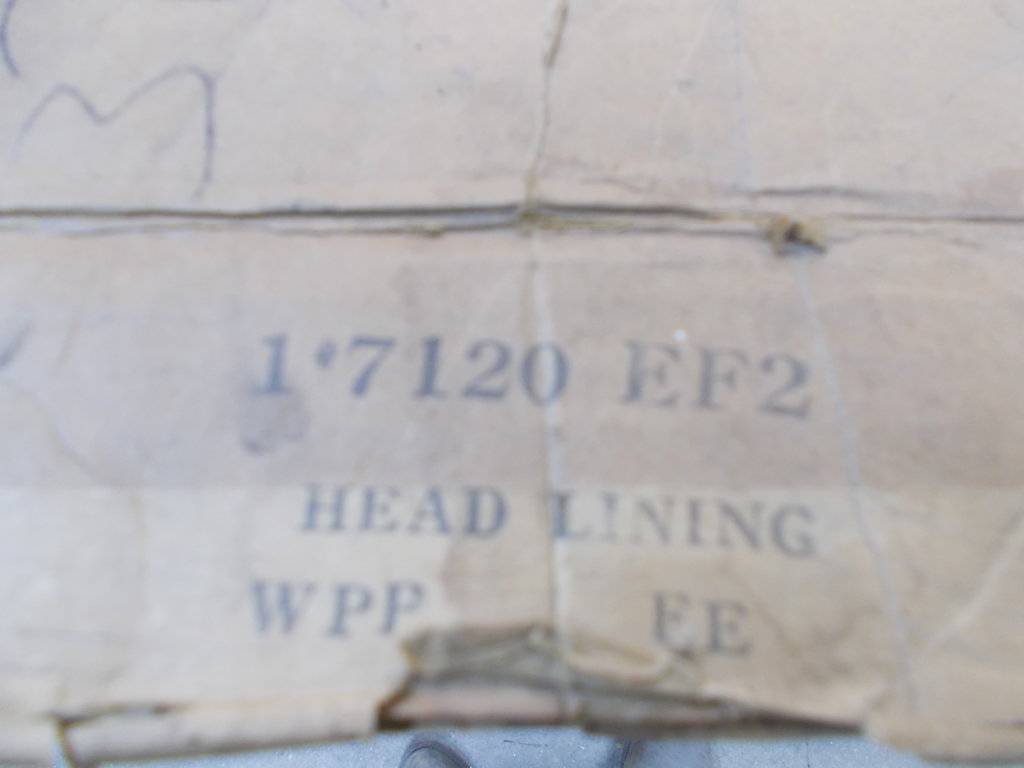 1•7120 EF2
HEAD LINING
WPP EE